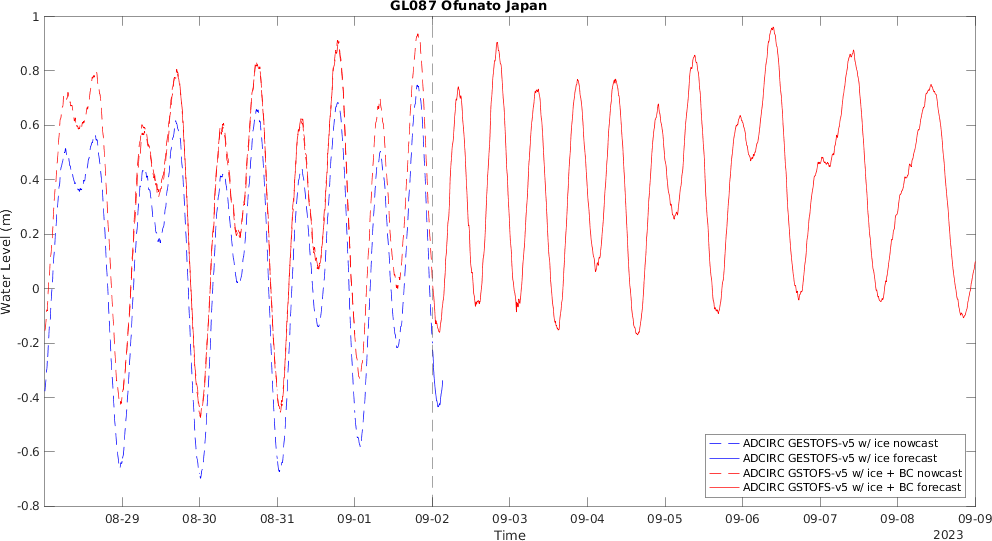 GL087 Ofunato Japan
Water Level (m)
1
0.8
0.6
0.4
0.2
0
-0.2
-0.4
-0.6
-0.8
08-29 08-30 08-31 09-01 09-02 09-03 09-04 09-05 09-06 09-07 09-08 09-09
Time
2023
ADCIRC GESTOFS-v5 w/ ice nowcast
ADCIRC GESTOFS-v5 w/ ice forecast
ADCIRC GSTOFS-v5 w/ ice + BC nowcast
ADCIRC GSTOFS-v5 w/ ice + BC forecast